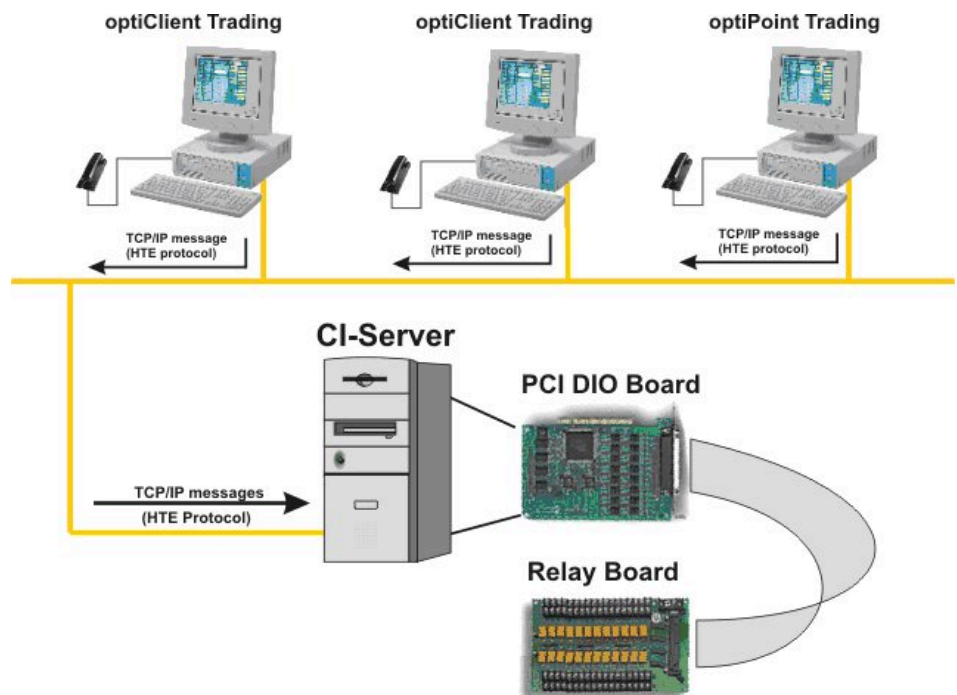 optiClient Trading
optiClient Trading
optiPoint Trading
TCP/IP message
(HTE protocol)
TCP/IP message
(HTE protocol)
TCP/IP message
(HTE protocol)
CI-Server
PCI DIO Board
TCP/IP messages
(HTE Protocol)
Relay Board